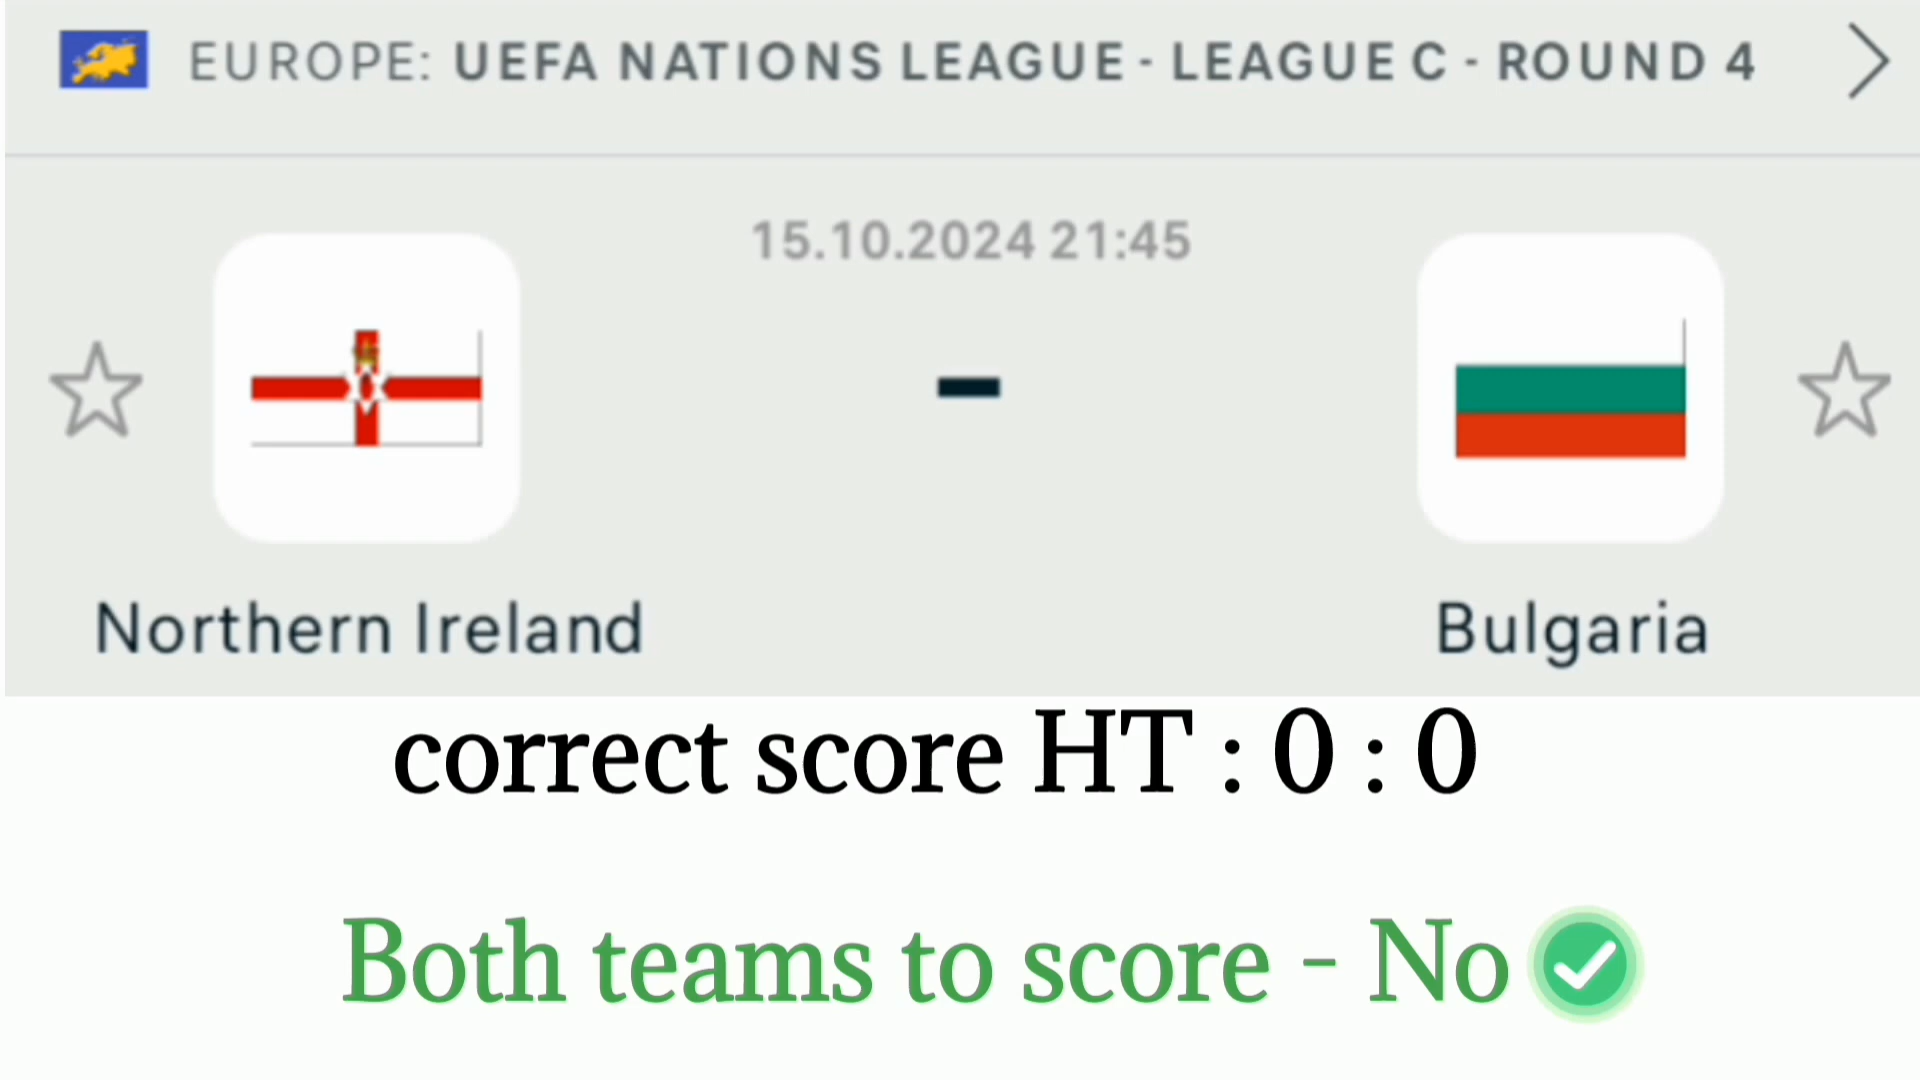 EUROPE: UEFA NATIONS LEAGUE - LEAGUE C - ROUND 4
15.10.2024 21:45
-
Northern Ireland
Bulgaria
correct score HT : 0 : 0
Both teams to score - No